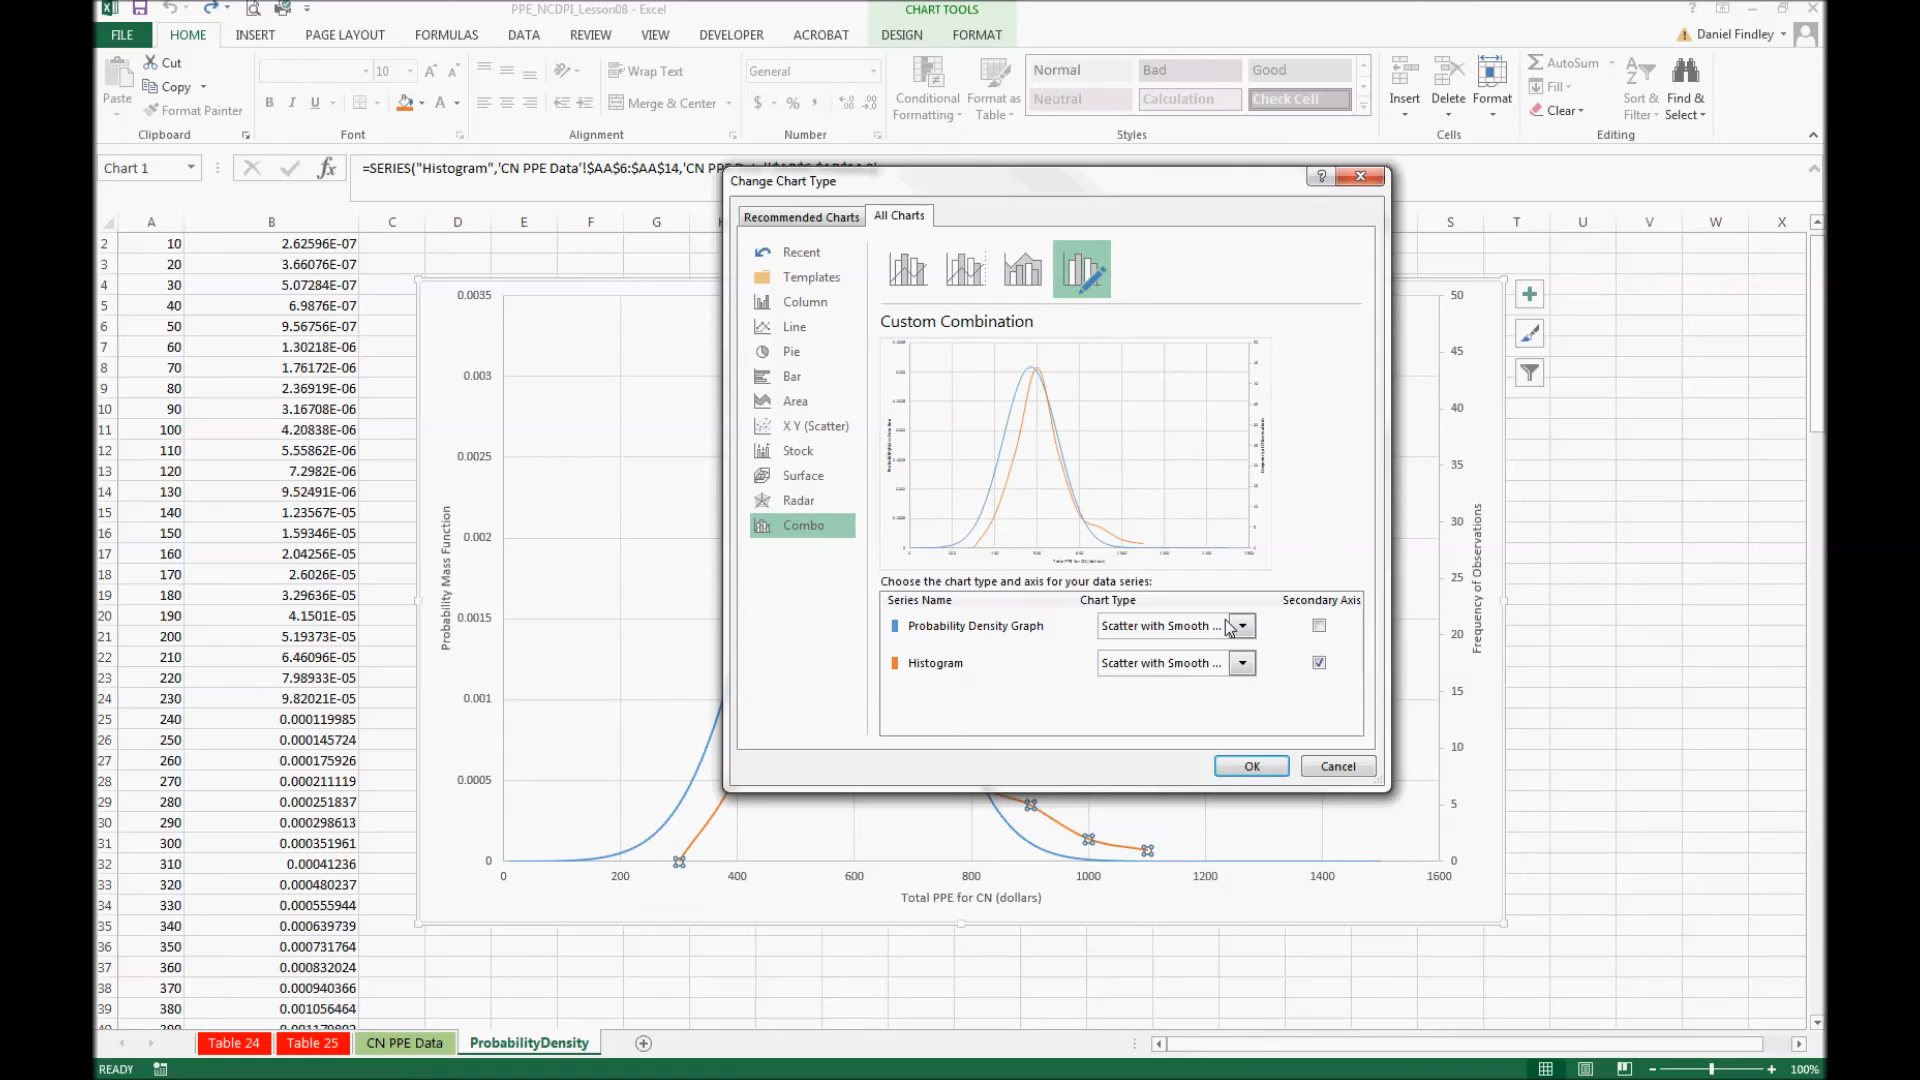 PPE_NCDPI_Lesson08 - Excel
CHART TOOLS
FILE HOME INSERT PAGE LAYOUT FORMULAS DATA REVIEW VIEW DEVELOPER ACROBAT DESIGN FORMAT
Daniel Findley
Paste
Cut
Copy
Format Painter
Clipboard
10
B I U
Font
Wrap Text
Merge & Center
Alignment
General
$ % ,
Number
Conditional Formatting
Format as Table
Normal Bad Good
Neutral Calculation Check Cell
Styles
Insert Delete Format
Cells
AutoSum
Fill
Clear
Sort & Filter
Find & Select
Editing
Chart 1
fx
=SERIES("Histogram",'CN PPE Data'!$AA$6:$AA$14,'CN PPE
A B C D E F G S T U V W X
2 10 2.62596E-07
3 20 3.66076E-07
4 30 5.07284E-07
5 40 6.9876E-07
6 50 9.56756E-07
7 60 1.30218E-06
8 70 1.76172E-06
9 80 2.36919E-06
10 90 3.16708E-06
11 100 4.20838E-06
12 110 5.55862E-06
13 120 7.2982E-06
14 130 9.52491E-06
15 140 1.23567E-05
16 150 1.59346E-05
17 160 2.04256E-05
18 170 2.6026E-05
19 180 3.29636E-05
20 190 4.1501E-05
21 200 5.19373E-05
22 210 6.46096E-05
23 220 7.98933E-05
24 230 9.82021E-05
25 240 0.000119985
26 250 0.000145724
27 260 0.000175926
28 270 0.000211119
29 280 0.000251837
30 290 0.000298613
31 300 0.000351961
32 310 0.00041236
33 320 0.000480237
34 330 0.000555944
35 340 0.000639739
36 350 0.000731764
37 360 0.000832024
38 370 0.000940366
39 380 0.001056464
0.0035
0.003
0.0025
0.002
0.0015
0.001
0.0005
0
Probability Mass Function
0 200 400 600 800 1000 1200 1400 1600
Total PPE for CN (dollars)
50
45
40
35
30
25
20
15
10
5
0
Frequency of Observations
Change Chart Type
Recommended Charts All Charts
Recent
Templates
Column
Line
Pie
Bar
Area
X Y (Scatter)
Stock
Surface
Radar
Combo
Custom Combination
Choose the chart type and axis for your data series:
Series Name Chart Type Secondary Axis
Probability Density Graph Scatter with Smooth ...
Histogram Scatter with Smooth ...
OK Cancel
Table 24 Table 25 CN PPE Data ProbabilityDensity
READY
100%